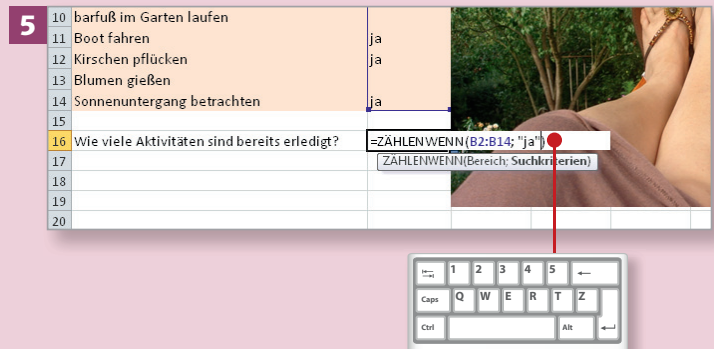 5
10 barfuß im Garten laufen
11 Boot fahren ja
12 Kirschen pflücken ja
13 Blumen gießen
14 Sonnenuntergang betrachten ja
15
16 Wie viele Aktivitäten sind bereits erledigt? =ZÄHLENWENN(B2:B14; "ja")
17 ZÄHLENWENN(Bereich; Suchkriterien)
18
19
20
1 2 3 4 5
Caps Q W E R T Z
Ctrl Alt